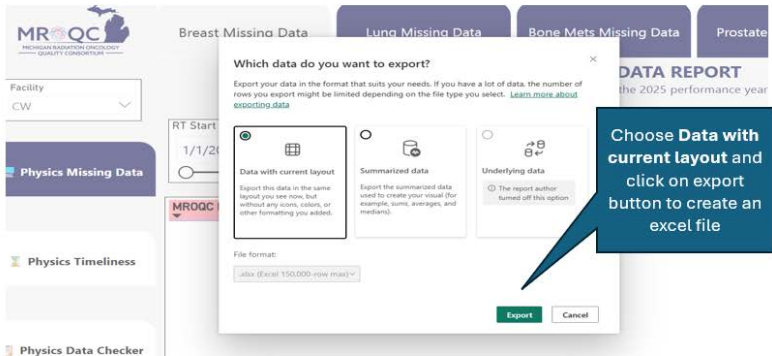 MROQC
MICHIGAN RADIATION ONCOLOGY
QUALITY CONSORTIUM
Breast Missing Data
Lung Missing Data
Bone Mets Missing Data
Prostate
DATA REPORT
the 2025 performance year
Facility
CW
RT Start
1/1/20
Physics Missing Data
MROQC
Physics Timeliness
Physics Data Checker
Which data do you want to export?
Export your data in the format that suits your needs. If you have a lot of data, the number of
rows you export might be limited depending on the file type you select. Learn more about
exporting data
Data with current layout
Export this data in the same
layout you see now, but
without any icons, colors, or
other formatting you added.
Summarized data
Export the summarized data
used to create your visual (for
example, sums, averages, and
medians).
Underlying data
The report author
turned off this option
File format:
.xlsx (Excel 150,000-row max)
Export
Cancel
Choose Data with
current layout and
click on export
button to create an
excel file